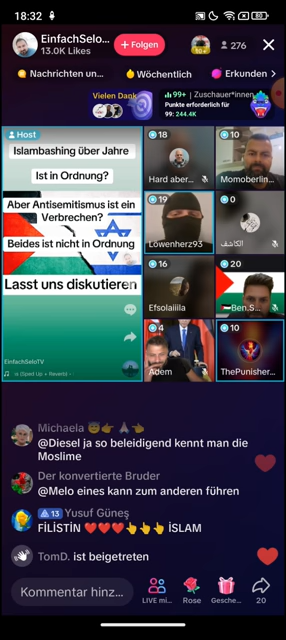 18:32
60
EinfachSelo...
13.0K Likes
+ Folgen
276
Nachrichten un...
Wöchentlich
Erkunden
Vielen Dank
99+ | Zuschauer*innen
Punkte erforderlich für
99: 244.4K
Host
Islambashing über Jahre
Ist in Ordnung?
Aber Antisemitismus ist ein
Verbrechen?
Beides ist nicht in Ordnung
Lasst uns diskutieren
EinfachSeloTV
(Sped Up + Reverb) -
18
Hard aber...
10
Momoberlin...
19
Löwenherz93
0
الكاشف
16
Efsolaiiila
20
Ben.S...
4
Adem
10
ThePunisher...
Michaela 😇👉🙏🏻👈
@Diesel ja so beleidigend kennt man die
Moslime
Der konvertierte Bruder
@Melo eines kann zum anderen führen
13 Yusuf Güneş
FİLİSTİN ❤️❤️❤️👆👆👆 İSLAM
TomD. ist beigetreten
Kommentar hinz...
LIVE mi...
Rose
Gesche...
20